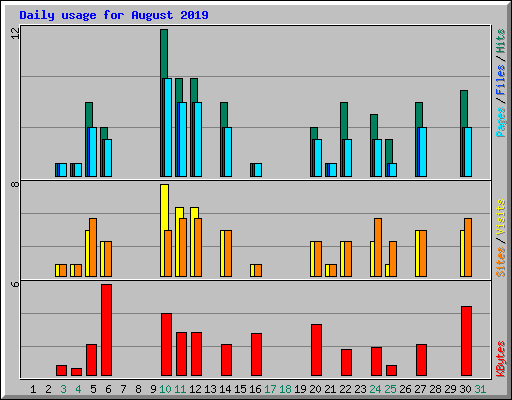 Daily usage for August 2019
12
8
6
Pages / Files / Hits
Sites / Visits
KBytes
1 2 3 4 5 6 7 8 9 10 11 12 13 14 15 16 17 18 19 20 21 22 23 24 25 26 27 28 29 30 31